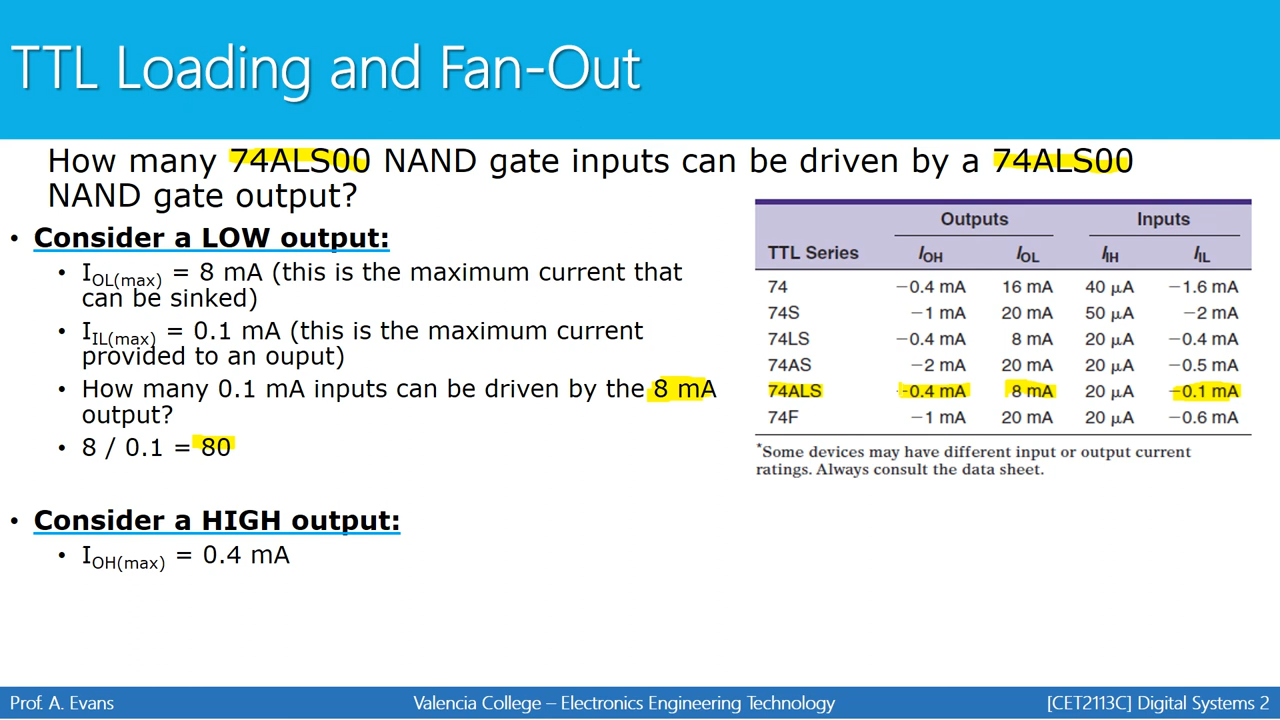 TTL Loading and Fan-Out
How many 74ALS00 NAND gate inputs can be driven by a 74ALS00
NAND gate output?
• Consider a LOW output:
• IOL(max) = 8 mA (this is the maximum current that
can be sinked)
• IIL(max) = 0.1 mA (this is the maximum current
provided to an ouput)
• How many 0.1 mA inputs can be driven by the 8 mA
output?
• 8 / 0.1 = 80
• Consider a HIGH output:
• IOH(max) = 0.4 mA
Outputs Inputs
TTL Series IOH IOL IIH IIL
74 −0.4 mA 16 mA 40 μA −1.6 mA
74S −1 mA 20 mA 50 μA −2 mA
74LS −0.4 mA 8 mA 20 μA −0.4 mA
74AS −2 mA 20 mA 20 μA −0.5 mA
74ALS −0.4 mA 8 mA 20 μA −0.1 mA
74F −1 mA 20 mA 20 μA −0.6 mA
*Some devices may have different input or output current
ratings. Always consult the data sheet.
Prof. A. Evans Valencia College – Electronics Engineering Technology [CET2113C] Digital Systems 2